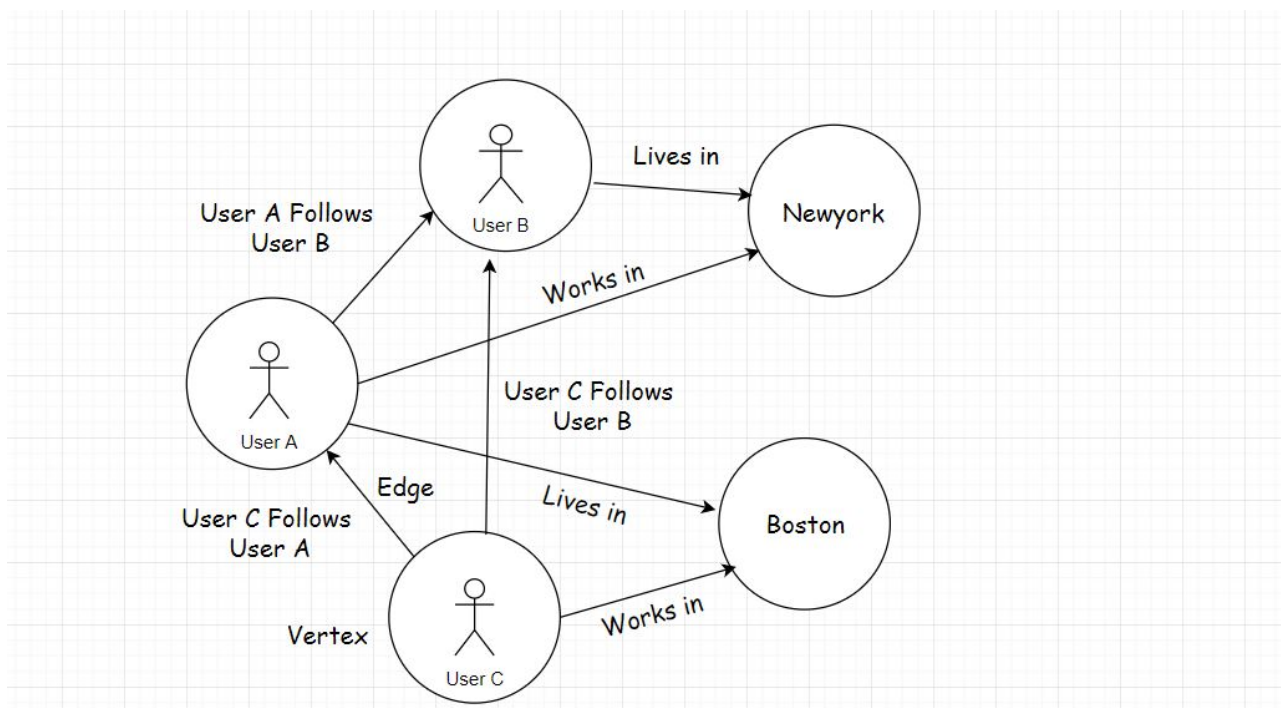 Lives in
User B
Newyork
User A Follows
User B
Works in
User C Follows
User B
User A
Edge
Lives in
User C Follows
User A
Boston
Works in
Vertex
User C